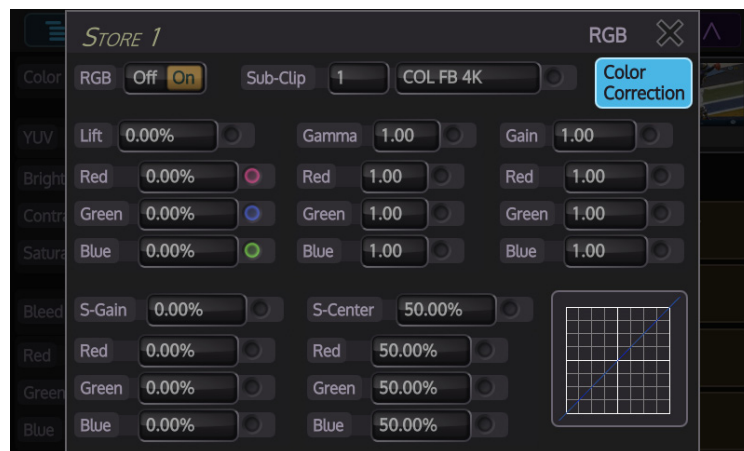 STORE 1 RGB
Color RGB Off On Sub-Clip 1 COL FB 4K Color
Correction
YUV Lift 0.00% Gamma 1.00 Gain 1.00
Bright Red 0.00% Red 1.00 Red 1.00
Contra Green 0.00% Green 1.00 Green 1.00
Satura Blue 0.00% Blue 1.00 Blue 1.00
Bleed S-Gain 0.00% S-Center 50.00%
Red Red 0.00% Red 50.00%
Green Green 0.00% Green 50.00%
Blue Blue 0.00% Blue 50.00%